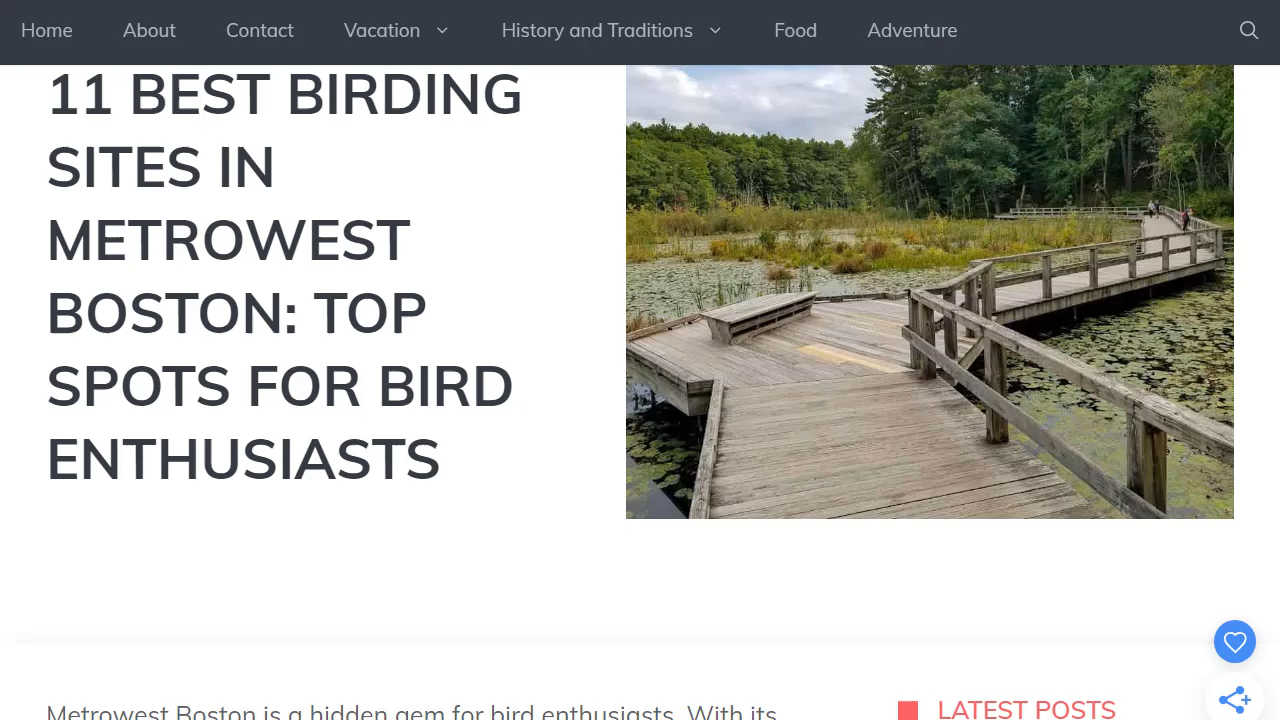 Home About Contact Vacation History and Traditions Food Adventure
11 BEST BIRDING
SITES IN
METROWEST
BOSTON: TOP
SPOTS FOR BIRD
ENTHUSIASTS
Metrowest Boston is a hidden gem for bird enthusiasts. With its
LATEST POSTS